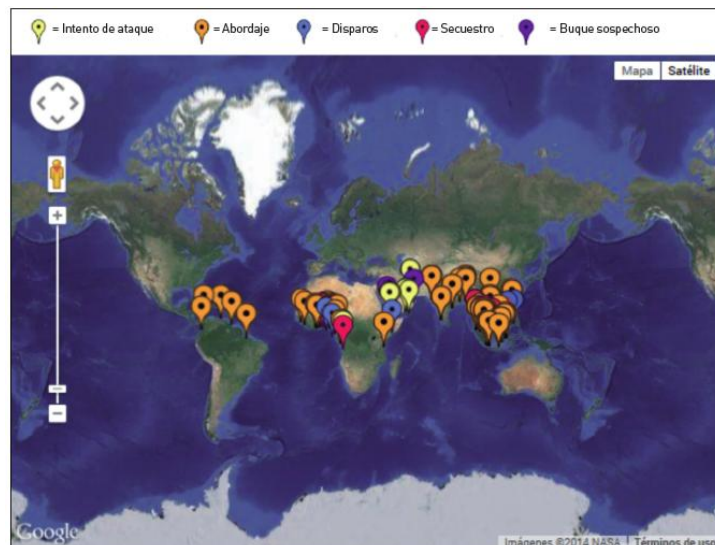 = Intento de ataque = Abordaje = Disparos = Secuestro = Buque sospechoso
Mapa Satélite
+
−
Google
Imágenes ©2014 NASA Términos de uso